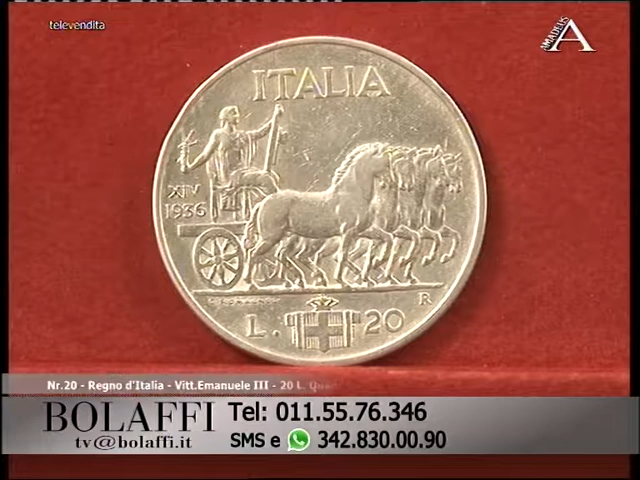 televendita
AMADEUS
A
ITALIA
XIV
1936
R
L. 20
Nr.20 - Regno d'Italia - Vitt.Emanuele III - 20 L.
BOLAFFI
tv@bolaffi.it
Tel: 011.55.76.346
SMS e 342.830.00.90